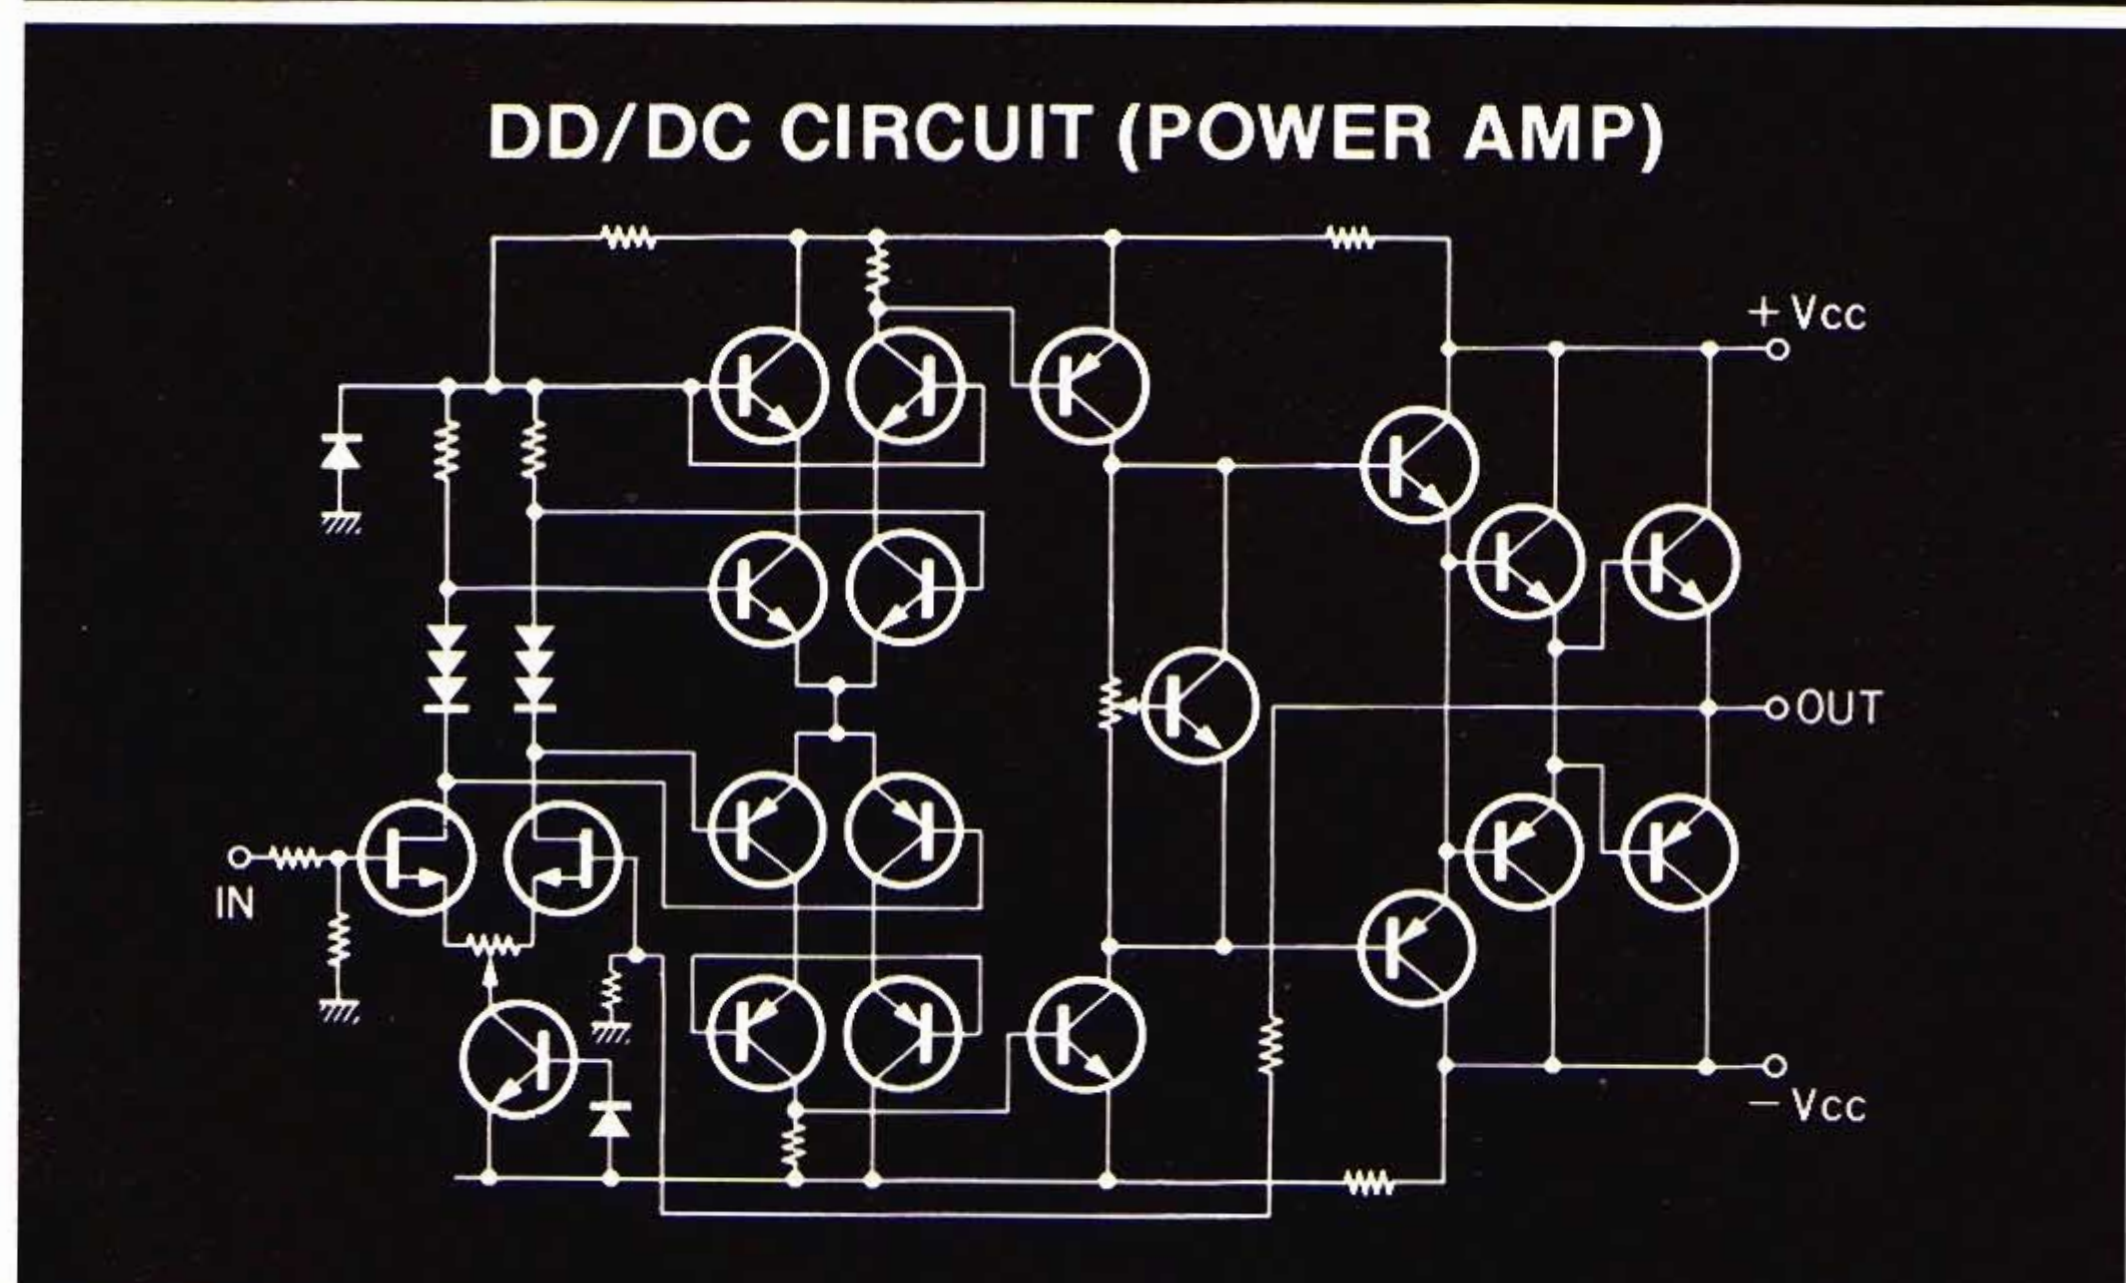 DD/DC CIRCUIT (POWER AMP)
+ Vcc
OUT
IN
− Vcc